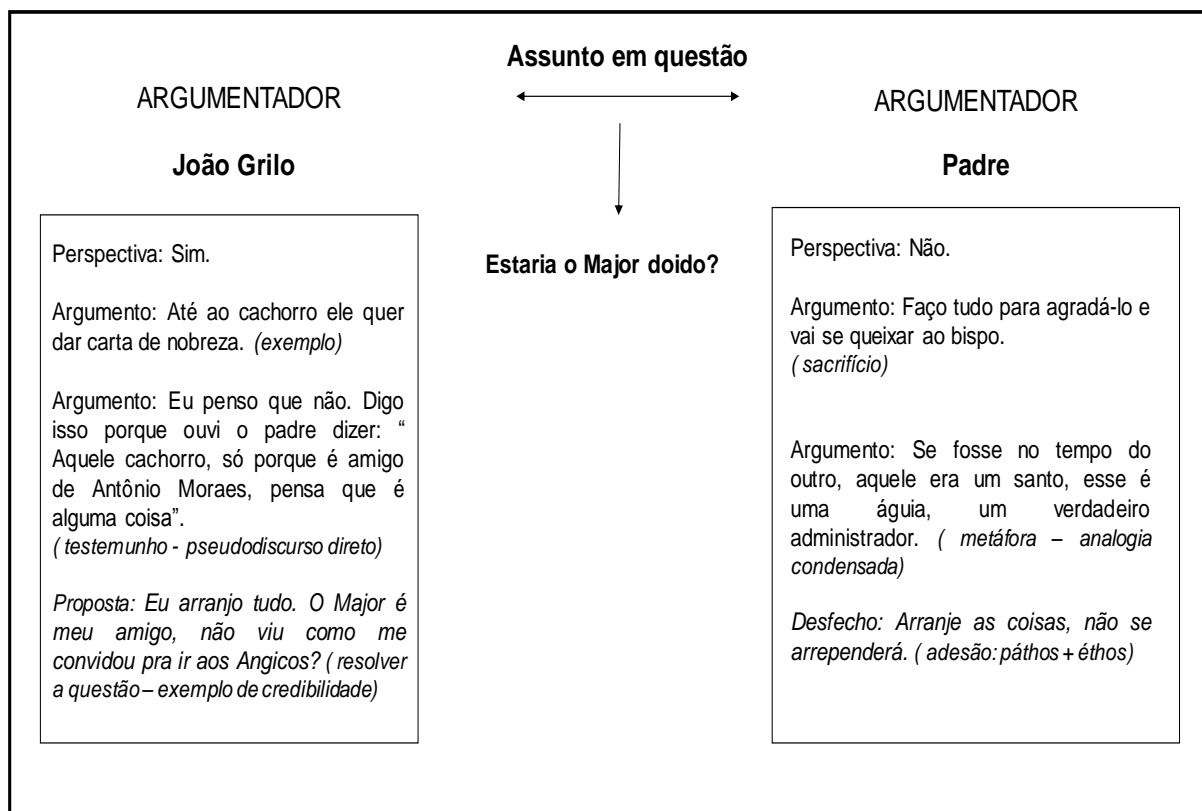 Assunto em questão
ARGUMENTADOR
João Grilo
Perspectiva: Sim.
Argumento: Até ao cachorro ele quer
dar carta de nobreza. (exemplo)
Argumento: Eu penso que não. Digo
isso porque ouvi o padre dizer: “
Aquele cachorro, só porque é amigo
de Antônio Moraes, pensa que é
alguma coisa”.
( testemunho - pseudodiscurso direto)
Proposta: Eu arranjo tudo. O Major é
meu amigo, não viu como me
convidou pra ir aos Angicos? ( resolver
a questão – exemplo de credibilidade)
Estaria o Major doido?
ARGUMENTADOR
Padre
Perspectiva: Não.
Argumento: Faço tudo para agradá-lo e
vai se queixar ao bispo.
( sacrifício)
Argumento: Se fosse no tempo do
outro, aquele era um santo, esse é
uma águia, um verdadeiro
administrador. ( metáfora – analogia
condensada)
Desfecho: Arranje as coisas, não se
arrependerá. ( adesão: páthos + éthos)